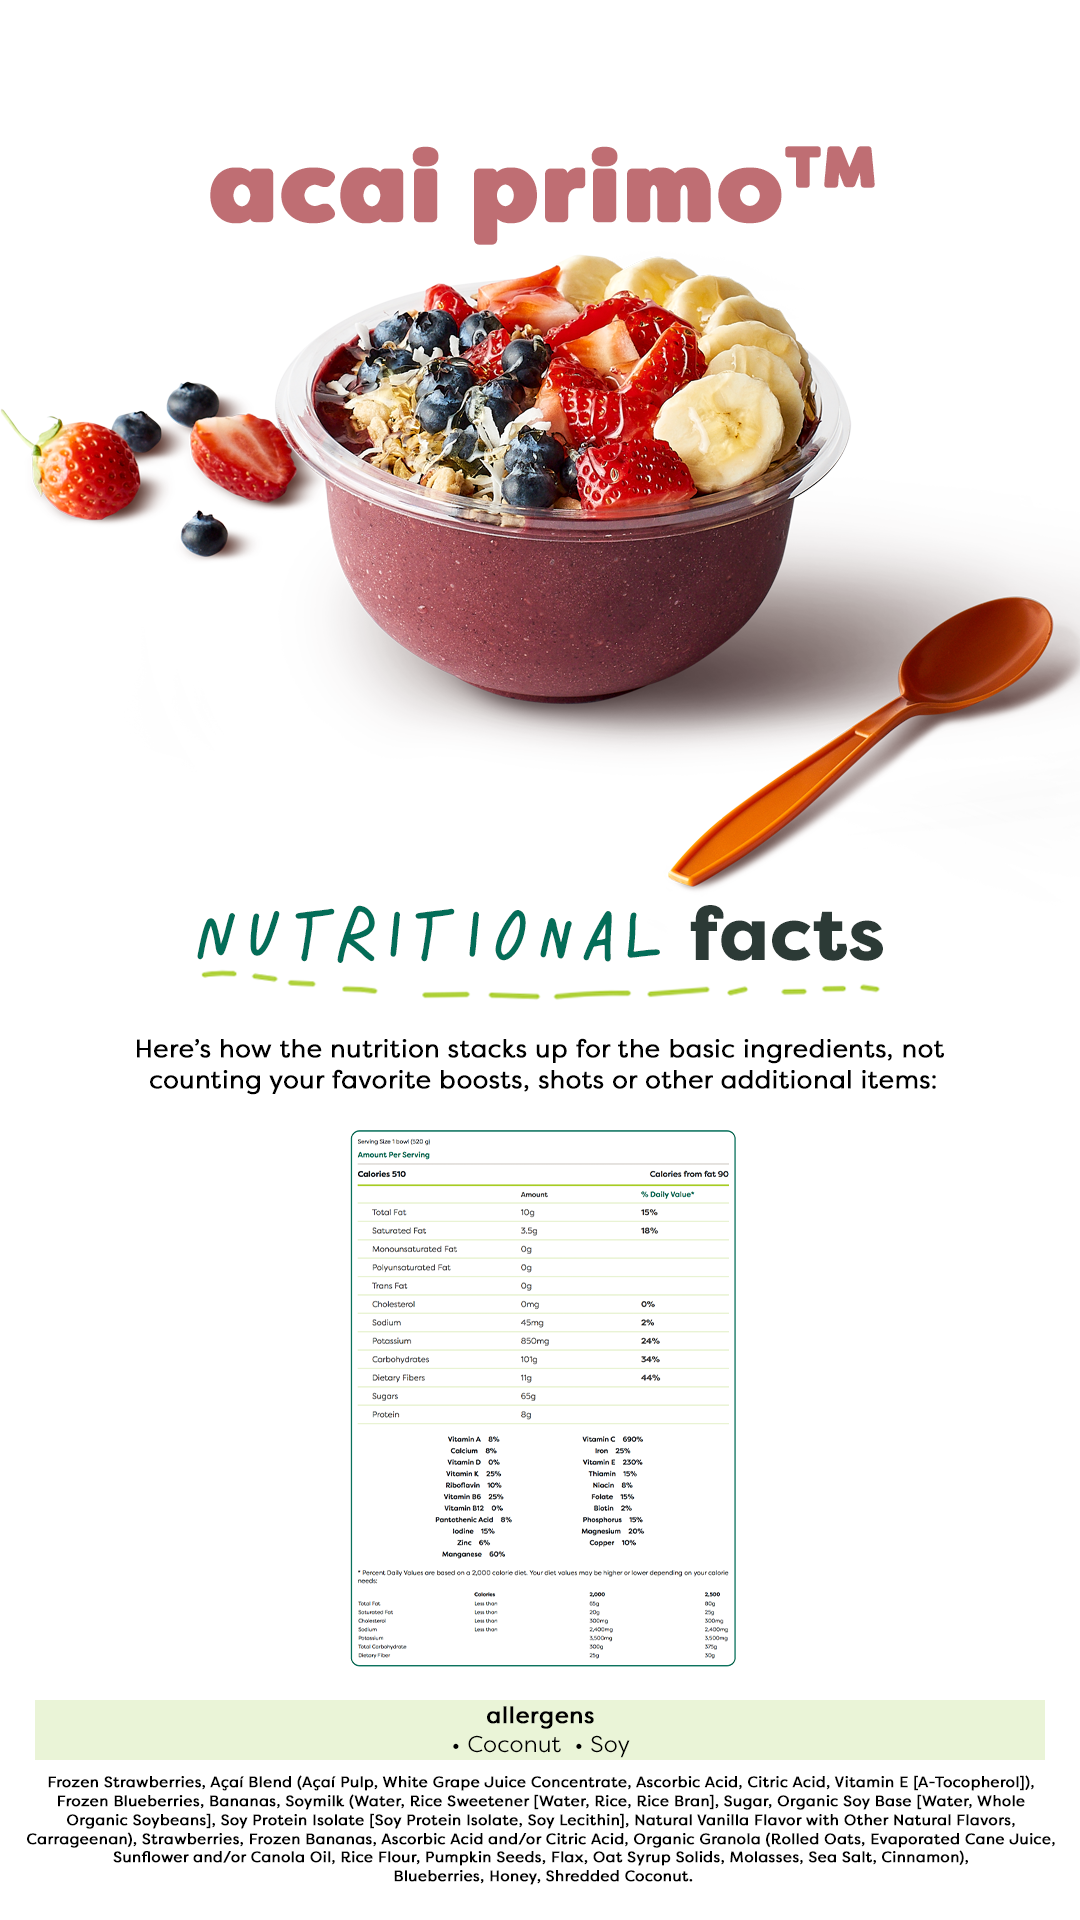 acai primo™
NUTRITIONAL facts
Here's how the nutrition stacks up for the basic ingredients, not
counting your favorite boosts, shots or other additional items:
Serving Size 1 bowl (520 g)
Amount Per Serving
Calories 510 Calories from fat 90
Amount % Daily Value*
Total Fat 10g 15%
Saturated Fat 3.5g 18%
Monounsaturated Fat 0g
Polyunsaturated Fat 0g
Trans Fat 0g
Cholesterol 0mg 0%
Sodium 45mg 2%
Potassium 850mg 24%
Carbohydrates 101g 34%
Dietary Fibers 11g 44%
Sugars 65g
Protein 8g
Vitamin A 8% Vitamin C 690%
Calcium 8% Iron 25%
Vitamin D 0% Vitamin E 230%
Vitamin K 25% Thiamin 15%
Riboflavin 10% Niacin 8%
Vitamin B6 25% Folate 15%
Vitamin B12 0% Biotin 2%
Pantothenic Acid 8% Phosphorus 15%
Iodine 15% Magnesium 20%
Zinc 6% Copper 10%
Manganese 60%
* Percent Daily Values are based on a 2,000 calorie diet. Your diet values may be higher or lower depending on your calorie
needs:
Calories 2,000 2,500
Total Fat Less than 65g 80g
Saturated Fat Less than 20g 25g
Cholesterol Less than 300mg 300mg
Sodium Less than 2,400mg 2,400mg
Potassium 3,500mg 3,500mg
Total Carbohydrate 300g 375g
Dietary Fiber 25g 30g
allergens
• Coconut • Soy
Frozen Strawberries, Açaí Blend (Açaí Pulp, White Grape Juice Concentrate, Ascorbic Acid, Citric Acid, Vitamin E [A-Tocopherol]),
Frozen Blueberries, Bananas, Soymilk (Water, Rice Sweetener [Water, Rice, Rice Bran], Sugar, Organic Soy Base [Water, Whole
Organic Soybeans], Soy Protein Isolate [Soy Protein Isolate, Soy Lecithin], Natural Vanilla Flavor with Other Natural Flavors,
Carrageenan), Strawberries, Frozen Bananas, Ascorbic Acid and/or Citric Acid, Organic Granola (Rolled Oats, Evaporated Cane Juice,
Sunflower and/or Canola Oil, Rice Flour, Pumpkin Seeds, Flax, Oat Syrup Solids, Molasses, Sea Salt, Cinnamon),
Blueberries, Honey, Shredded Coconut.